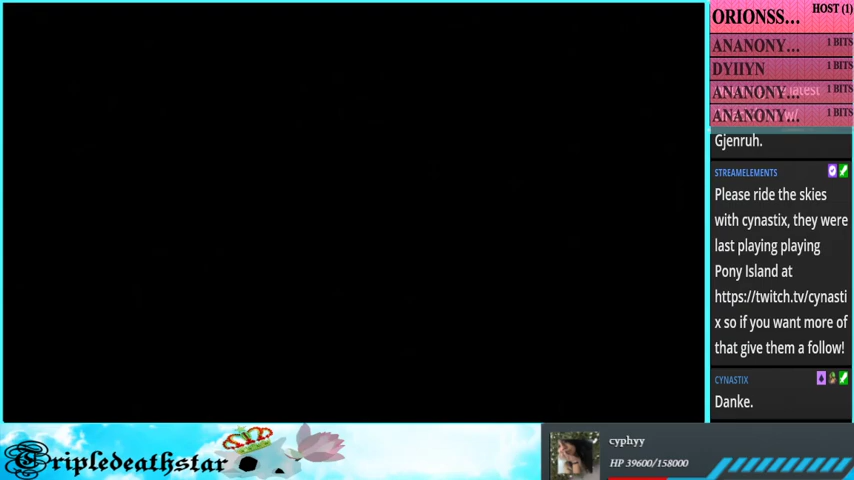 ORIONSS... HOST (1)
ANANONY... 1 BITS
DYIIYN 1 BITS
ANANONY... 1 BITS
latest
ANANONY... 1 BITS
w/
Gjenruh.
STREAMELEMENTS
Please ride the skies
with cynastix, they were
last playing playing
Pony Island at
https://twitch.tv/cynasti
x so if you want more of
that give them a follow!
CYNASTIX
Danke.
Tripledeathstar
cyphyy
HP 39600/158000